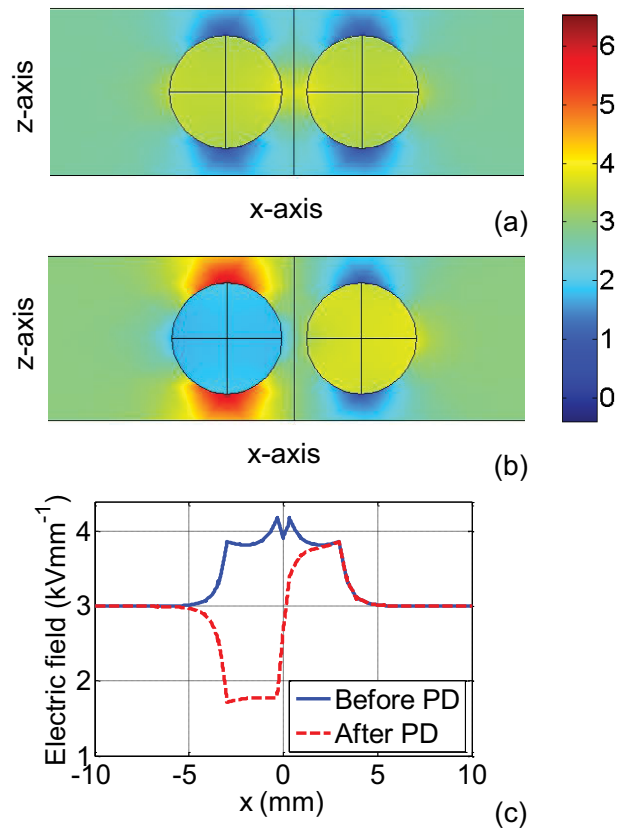 z-axis
x-axis
(a)
6
5
4
3
2
1
0
z-axis
x-axis
(b)
Electric field (kVmm⁻¹)
4
3
2
1
-10
-5
0
5
10
Before PD
After PD
x (mm)
(c)